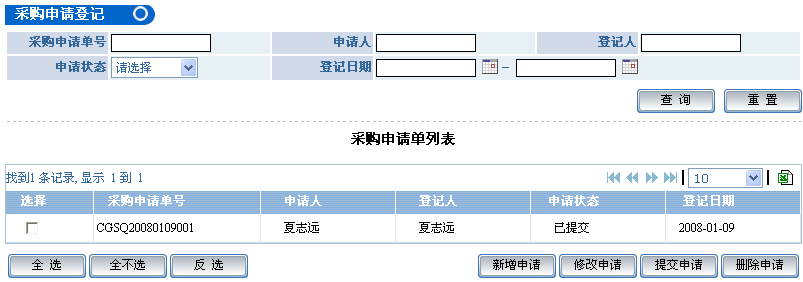 采购申请登记
采购申请单号 申请人 登记人
申请状态 请选择 登记日期 –
查 询 重 置
采购申请单列表
找到1 条记录, 显示 1 到 1 10
选择 采购申请单号 申请人 登记人 申请状态 登记日期
CGSQ20080109001 夏志远 夏志远 已提交 2008-01-09
全 选 全不选 反 选 新增申请 修改申请 提交申请 删除申请